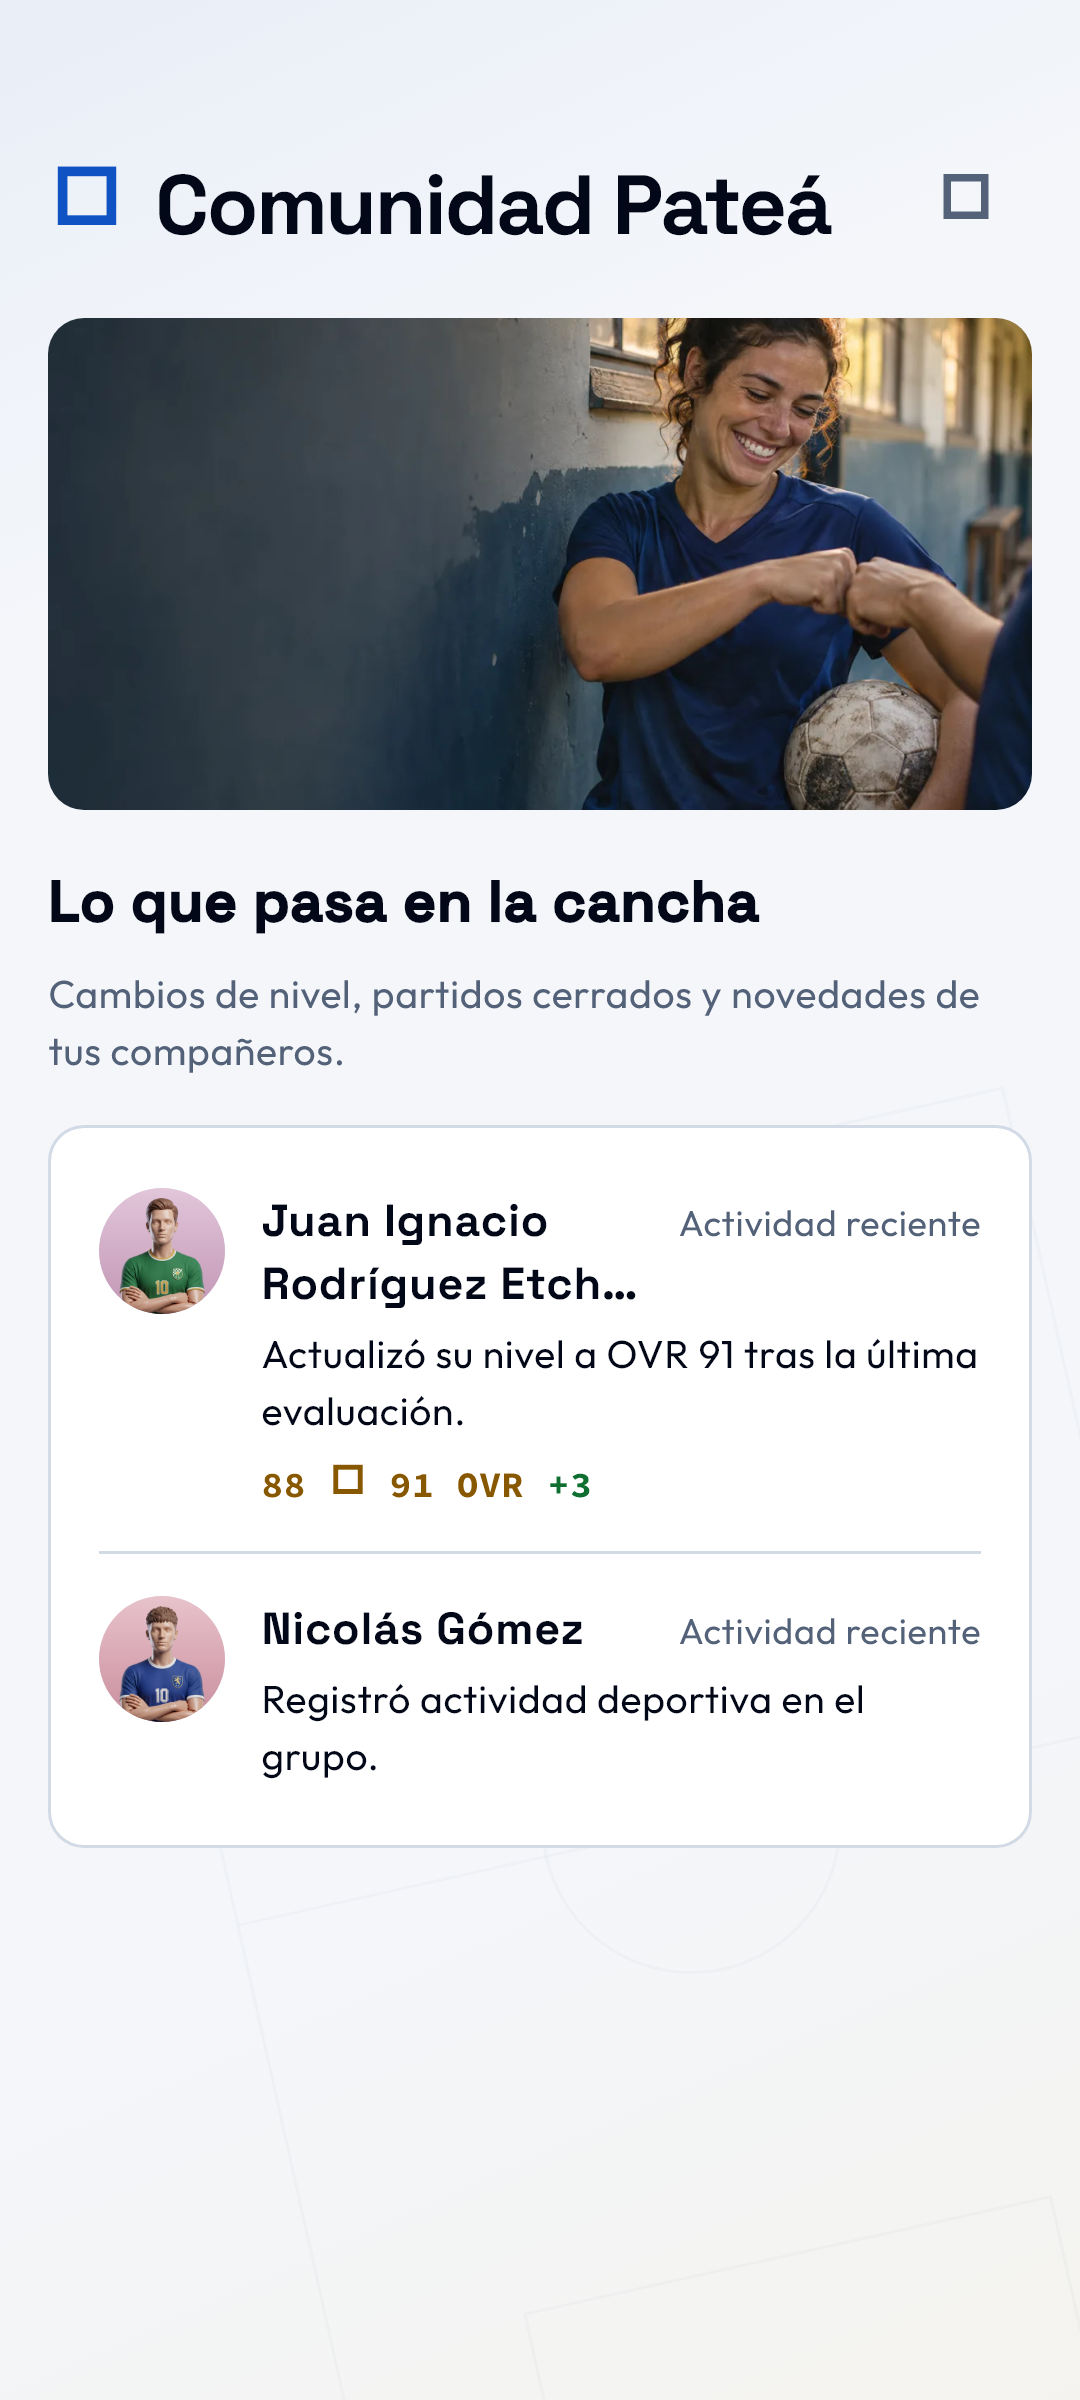 Comunidad Pateá
Lo que pasa en la cancha
Cambios de nivel, partidos cerrados y novedades de
tus compañeros.
Juan Ignacio
Rodríguez Etch...
Actividad reciente
Actualizó su nivel a OVR 91 tras la última
evaluación.
88 □ 91 OVR +3
Nicolás Gómez
Actividad reciente
Registró actividad deportiva en el
grupo.